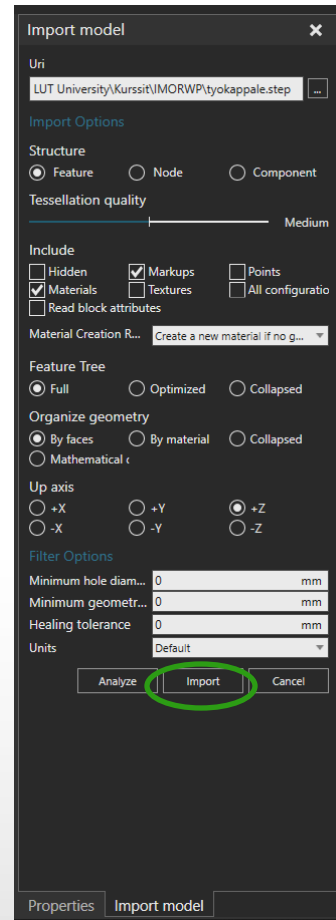 Import model
Uri
LUT University\Kurssit\IMORWP\tyokappale.step ...
Import Options
Structure
Feature Node Component
Tessellation quality
Medium
Include
Hidden Markups Points
Materials Textures All configuratio
Read block attributes
Material Creation R... Create a new material if no g...
Feature Tree
Full Optimized Collapsed
Organize geometry
By faces By material Collapsed
Mathematical c
Up axis
+X +Y +Z
-X -Y -Z
Filter Options
Minimum hole diam... 0 mm
Minimum geometr... 0 mm
Healing tolerance 0 mm
Units Default
Analyze Import Cancel
Properties Import model